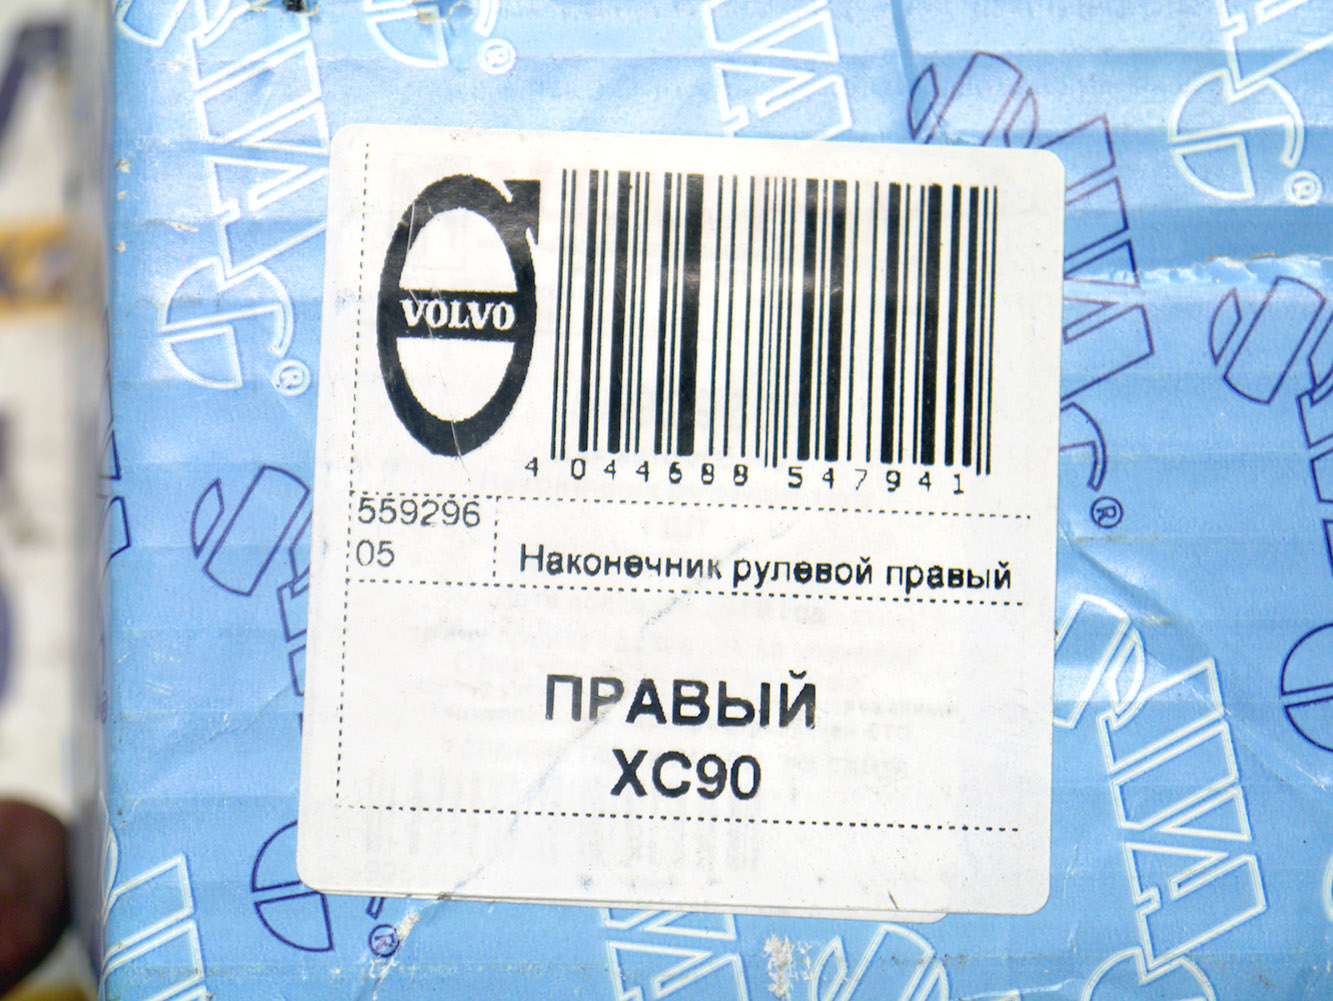 VOLVO
4 044688 547941
559296
05
Наконечник рулевой правый
ПРАВЫЙ
XC90